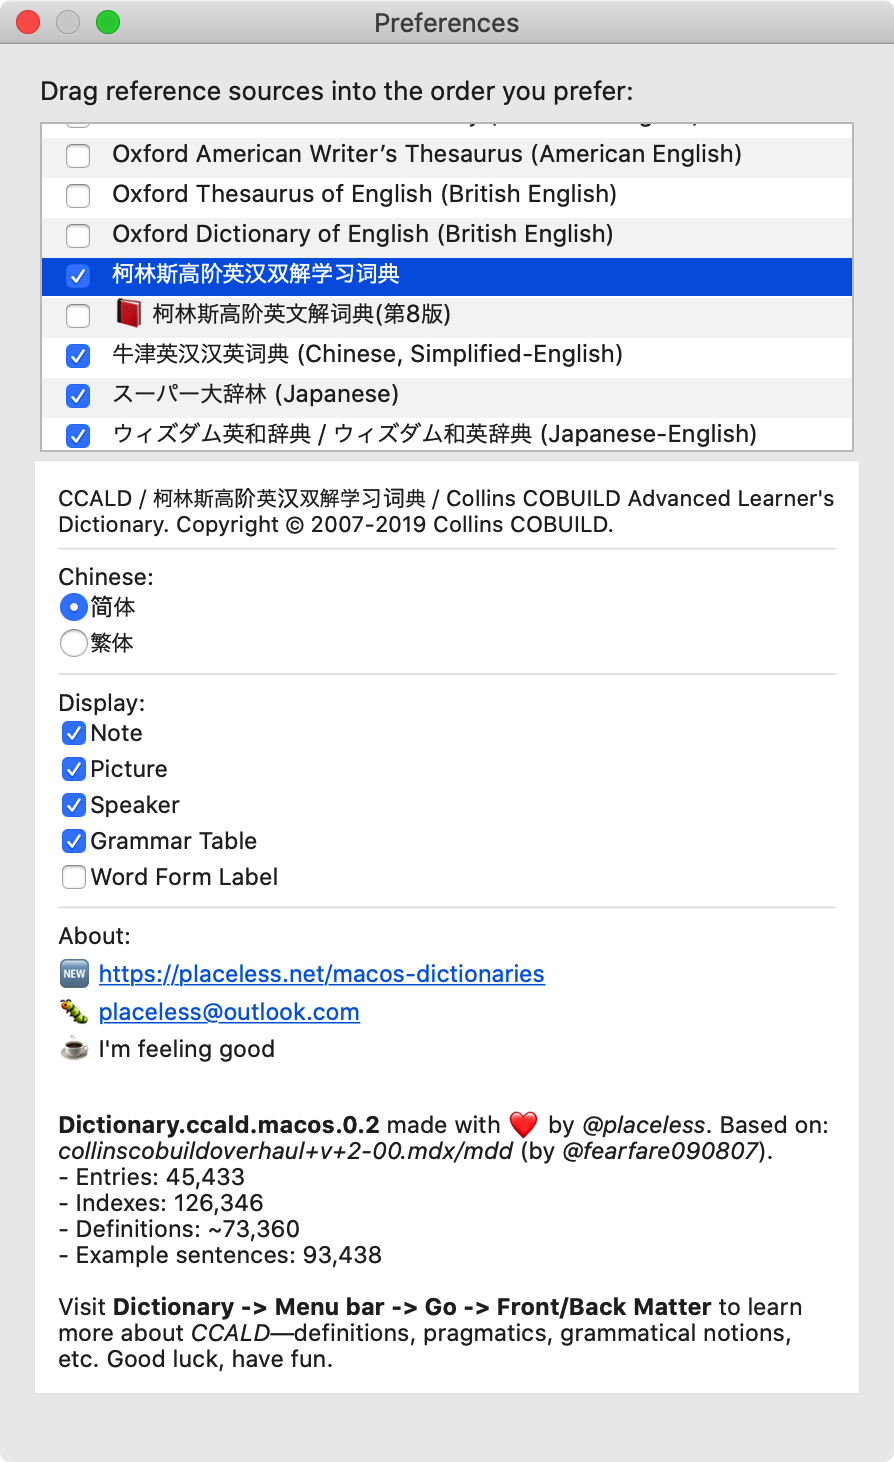 Preferences
Drag reference sources into the order you prefer:
Oxford American Writer’s Thesaurus (American English)
Oxford Thesaurus of English (British English)
Oxford Dictionary of English (British English)
柯林斯高阶英汉双解学习词典
柯林斯高阶英文解词典(第8版)
牛津英汉汉英词典 (Chinese, Simplified-English)
スーパー大辞林 (Japanese)
ウィズダム英和辞典 / ウィズダム和英辞典 (Japanese-English)
CCALD / 柯林斯高阶英汉双解学习词典 / Collins COBUILD Advanced Learner's
Dictionary. Copyright © 2007-2019 Collins COBUILD.
Chinese:
简体
繁体
Display:
Note
Picture
Speaker
Grammar Table
Word Form Label
About:
NEW https://placeless.net/macos-dictionaries
placeless@outlook.com
I'm feeling good
Dictionary.ccald.macos.0.2 made with ❤️ by @placeless. Based on:
collinscobuildoverhaul+v+2-00.mdx/mdd (by @fearfare090807).
- Entries: 45,433
- Indexes: 126,346
- Definitions: ~73,360
- Example sentences: 93,438
Visit Dictionary -> Menu bar -> Go -> Front/Back Matter to learn
more about CCALD—definitions, pragmatics, grammatical notions,
etc. Good luck, have fun.